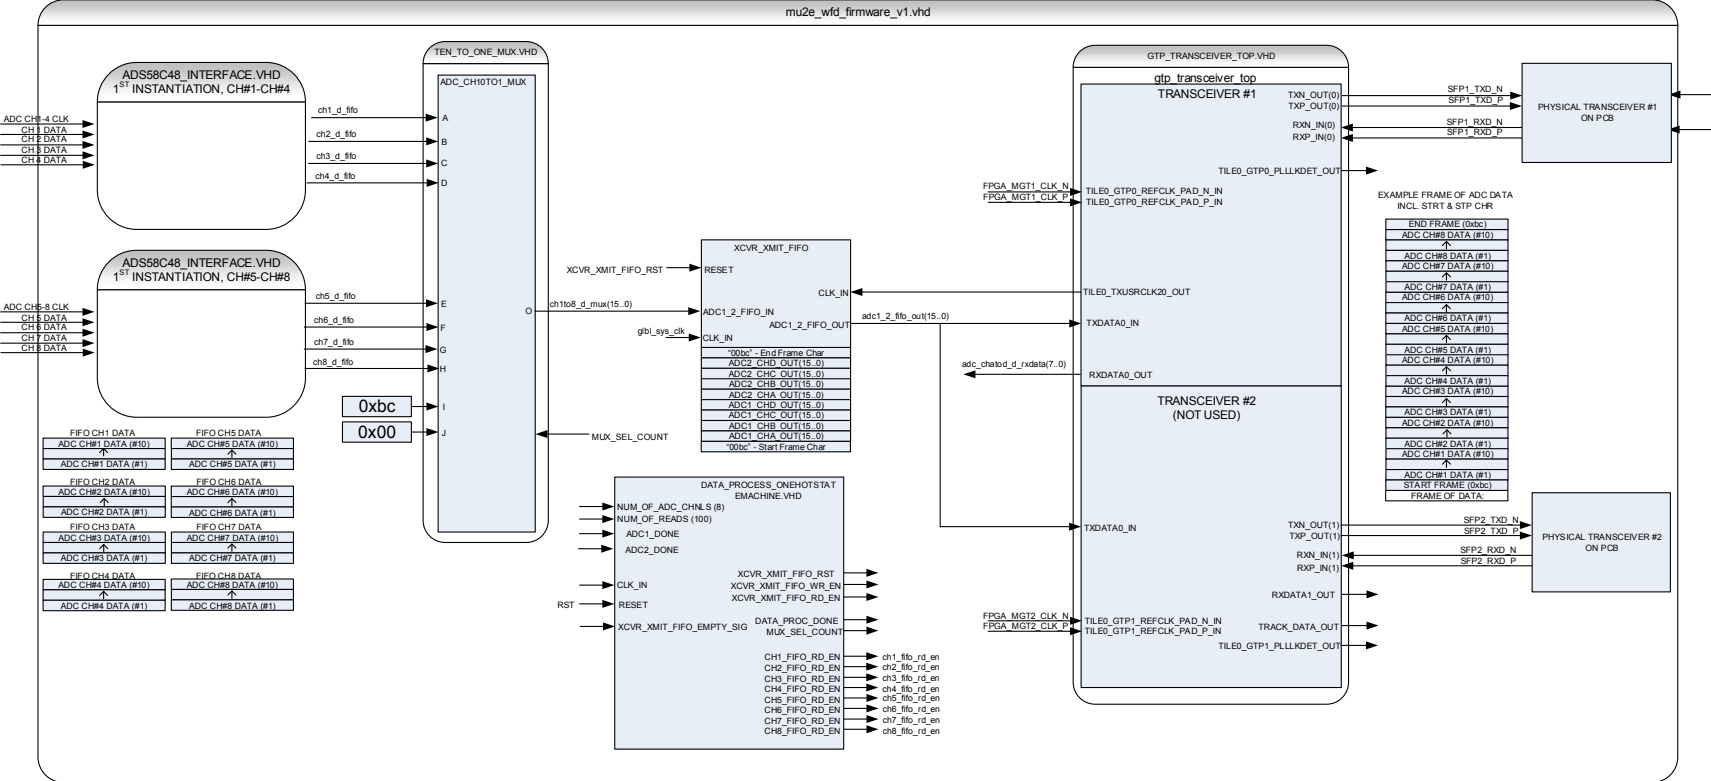 mu2e_wfd_firmware_v1.vhd
ADS58C48_INTERFACE.VHD
1ST INSTANTIATION, CH#1-CH#4
ADC CH1-4 CLK
CH 1 DATA
CH 2 DATA
CH 3 DATA
CH 4 DATA
ch1_d_fifo
ch2_d_fifo
ch3_d_fifo
ch4_d_fifo
ADS58C48_INTERFACE.VHD
1ST INSTANTIATION, CH#5-CH#8
ADC CH5-8 CLK
CH 5 DATA
CH 6 DATA
CH 7 DATA
CH 8 DATA
ch5_d_fifo
ch6_d_fifo
ch7_d_fifo
ch8_d_fifo
0xbc
0x00
TEN_TO_ONE_MUX.VHD
ADC_CH10TO1_MUX
A
B
C
D
E
F
G
H
I
J
O
MUX_SEL_COUNT
ch1to8_d_mux(15..0)
FIFO CH1 DATA
ADC CH#1 DATA (#10)
ADC CH#1 DATA (#1)
FIFO CH5 DATA
ADC CH#5 DATA (#10)
ADC CH#5 DATA (#1)
FIFO CH2 DATA
ADC CH#2 DATA (#10)
ADC CH#2 DATA (#1)
FIFO CH6 DATA
ADC CH#6 DATA (#10)
ADC CH#6 DATA (#1)
FIFO CH3 DATA
ADC CH#3 DATA (#10)
ADC CH#3 DATA (#1)
FIFO CH7 DATA
ADC CH#7 DATA (#10)
ADC CH#7 DATA (#1)
FIFO CH4 DATA
ADC CH#4 DATA (#10)
ADC CH#4 DATA (#1)
FIFO CH8 DATA
ADC CH#8 DATA (#10)
ADC CH#8 DATA (#1)
XCVR_XMIT_FIFO
XCVR_XMIT_FIFO_RST
RESET
CLK_IN
ADC1_2_FIFO_IN
ADC1_2_FIFO_OUT
glbl_sys_clk
CLK_IN
"00bc" - End Frame Char
ADC2_CHD_OUT(15..0)
ADC2_CHC_OUT(15..0)
ADC2_CHB_OUT(15..0)
ADC2_CHA_OUT(15..0)
ADC1_CHD_OUT(15..0)
ADC1_CHC_OUT(15..0)
ADC1_CHB_OUT(15..0)
ADC1_CHA_OUT(15..0)
"00bc" - Start Frame Char
adc1_2_fifo_out(15..0)
adc_chatod_d_rxdata(7..0)
DATA_PROCESS_ONEHOTSTAT
EMACHINE.VHD
NUM_OF_ADC_CHNLS (8)
NUM_OF_READS (100)
ADC1_DONE
ADC2_DONE
CLK_IN
RST
RESET
XCVR_XMIT_FIFO_EMPTY_SIG
XCVR_XMIT_FIFO_RST
XCVR_XMIT_FIFO_WR_EN
XCVR_XMIT_FIFO_RD_EN
DATA_PROC_DONE
MUX_SEL_COUNT
CH1_FIFO_RD_EN
CH2_FIFO_RD_EN
CH3_FIFO_RD_EN
CH4_FIFO_RD_EN
CH5_FIFO_RD_EN
CH6_FIFO_RD_EN
CH7_FIFO_RD_EN
CH8_FIFO_RD_EN
ch1_fifo_rd_en
ch2_fifo_rd_en
ch3_fifo_rd_en
ch4_fifo_rd_en
ch5_fifo_rd_en
ch6_fifo_rd_en
ch7_fifo_rd_en
ch8_fifo_rd_en
GTP_TRANSCEIVER_TOP.VHD
gtp_transceiver_top
TRANSCEIVER #1
TXN_OUT(0)
TXP_OUT(0)
RXN_IN(0)
RXP_IN(0)
TILE0_GTP0_PLLLKDET_OUT
FPGA_MGT1_CLK_N
FPGA_MGT1_CLK_P
TILE0_GTP0_REFCLK_PAD_N_IN
TILE0_GTP0_REFCLK_PAD_P_IN
TILE0_TXUSRCLK20_OUT
TXDATA0_IN
RXDATA0_OUT
TRANSCEIVER #2
(NOT USED)
TXDATA0_IN
TXN_OUT(1)
TXP_OUT(1)
RXN_IN(1)
RXP_IN(1)
RXDATA1_OUT
FPGA_MGT2_CLK_N
FPGA_MGT2_CLK_P
TILE0_GTP1_REFCLK_PAD_N_IN
TILE0_GTP1_REFCLK_PAD_P_IN
TRACK_DATA_OUT
TILE0_GTP1_PLLLKDET_OUT
SFP1_TXD_N
SFP1_TXD_P
SFP1_RXD_N
SFP1_RXD_P
PHYSICAL TRANSCEIVER #1
ON PCB
EXAMPLE FRAME OF ADC DATA
INCL. STRT & STP CHR
END FRAME (0xbc)
ADC CH#8 DATA (#10)
ADC CH#8 DATA (#1)
ADC CH#7 DATA (#10)
ADC CH#7 DATA (#1)
ADC CH#6 DATA (#10)
ADC CH#6 DATA (#1)
ADC CH#5 DATA (#10)
ADC CH#5 DATA (#1)
ADC CH#4 DATA (#10)
ADC CH#4 DATA (#1)
ADC CH#3 DATA (#10)
ADC CH#3 DATA (#1)
ADC CH#2 DATA (#10)
ADC CH#2 DATA (#1)
ADC CH#1 DATA (#10)
ADC CH#1 DATA (#1)
START FRAME (0xbc)
FRAME OF DATA:
SFP2_TXD_N
SFP2_TXD_P
SFP2_RXD_N
SFP2_RXD_P
PHYSICAL TRANSCEIVER #2
ON PCB